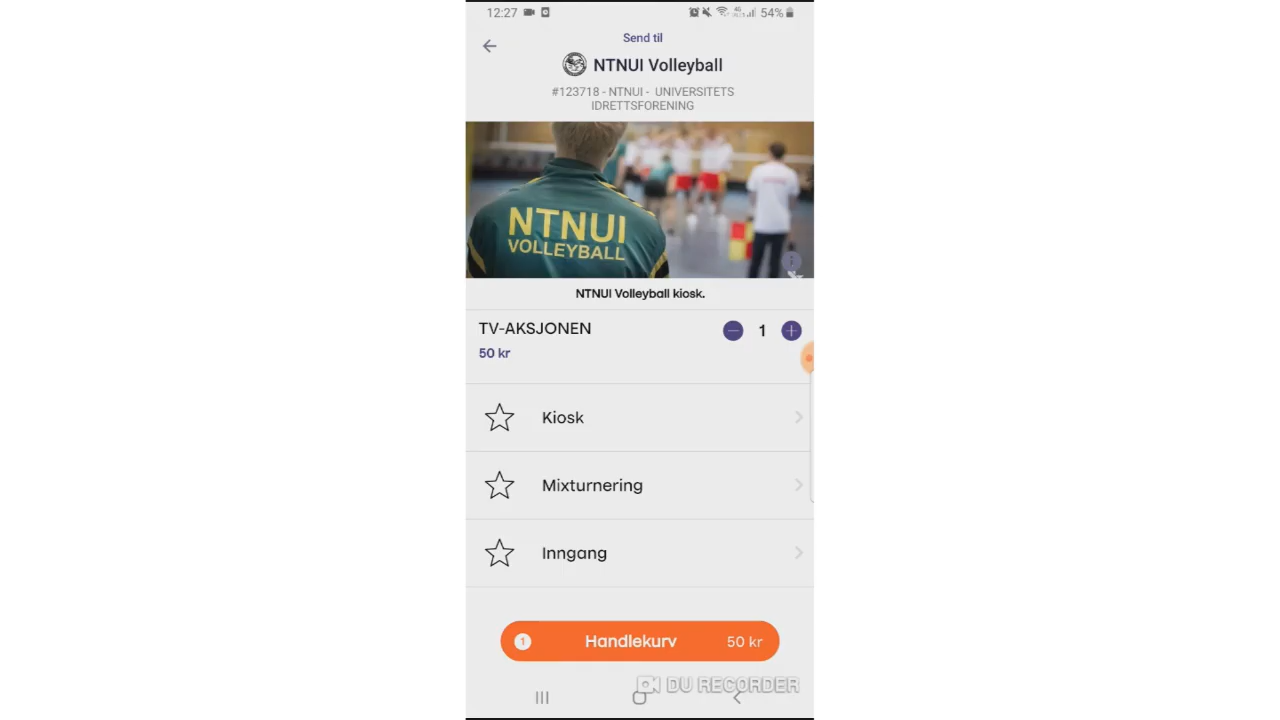 12:27
54%
Send til
NTNUI Volleyball
#123718 - NTNUI - UNIVERSITETS
IDRETTSFORENING
NTNUI
VOLLEYBALL
NTNUI Volleyball kiosk.
TV-AKSJONEN
1
50 kr
Kiosk
Mixturnering
Inngang
1 Handlekurv 50 kr
DU RECORDER